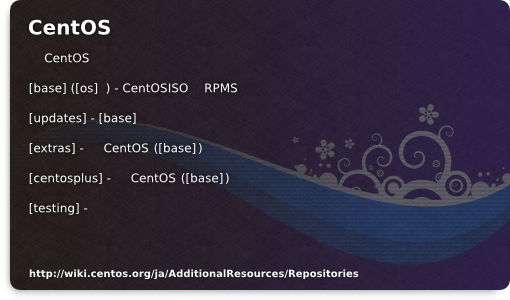 CentOS
CentOS
[base] ([os] ) - CentOSISO RPMS
[updates] - [base]
[extras] - CentOS ([base])
[centosplus] - CentOS ([base])
[testing] -
http://wiki.centos.org/ja/AdditionalResources/Repositories